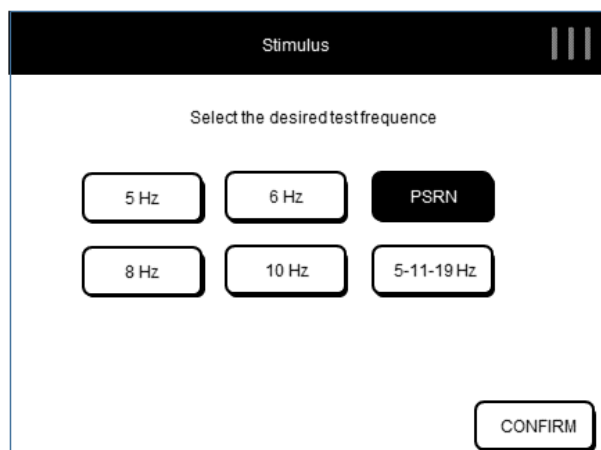 Stimulus
Select the desired test frequence
5 Hz 6 Hz PSRN
8 Hz 10 Hz 5-11-19 Hz
CONFIRM